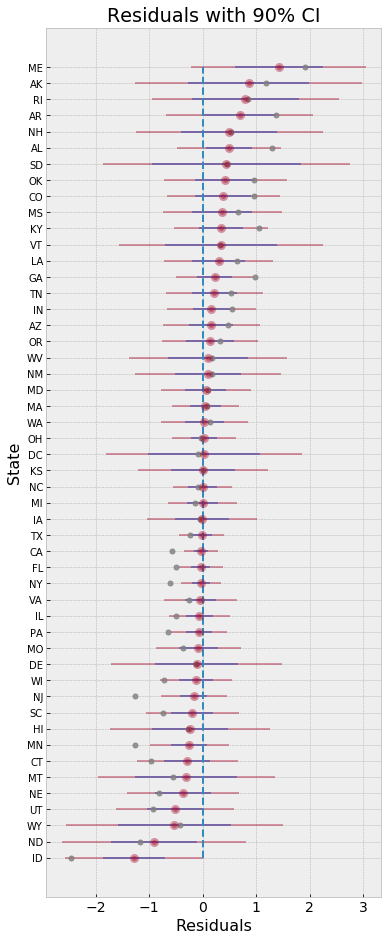 Residuals with 90% CI
ME
AK
RI
AR
NH
AL
SD
OK
CO
MS
KY
VT
LA
GA
TN
IN
AZ
OR
WV
NM
MD
MA
WA
OH
DC
KS
NC
MI
IA
TX
CA
FL
NY
VA
IL
PA
MO
DE
WI
NJ
SC
HI
MN
CT
MT
NE
UT
WY
ND
ID
State
−2 −1 0 1 2 3
Residuals